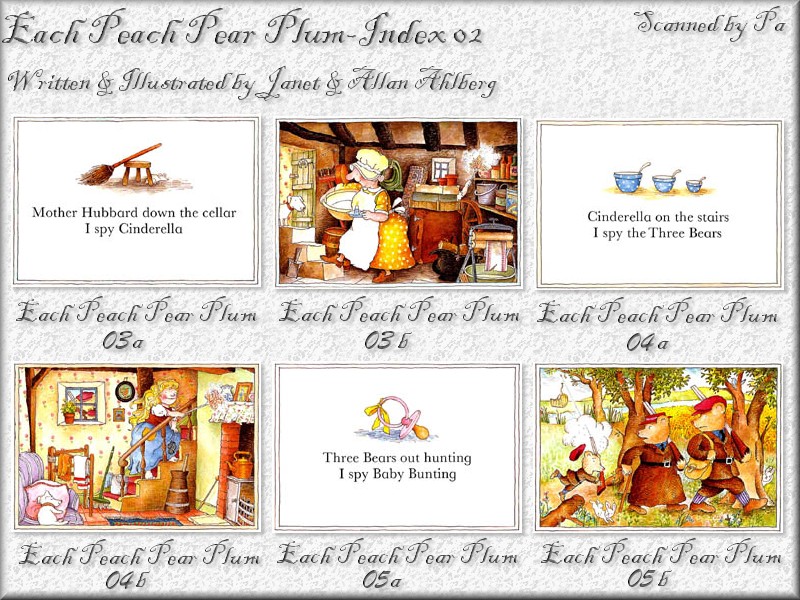 Each Peach Pear Plum-Index 02
Scanned by Pa
Written & Illustrated by Janet & Allan Ahlberg
Mother Hubbard down the cellar
I spy Cinderella
Cinderella on the stairs
I spy the Three Bears
Each Peach Pear Plum
03a
Each Peach Pear Plum
03b
Each Peach Pear Plum
04a
Three Bears out hunting
I spy Baby Bunting
Each Peach Pear Plum
04b
Each Peach Pear Plum
05a
Each Peach Pear Plum
05b